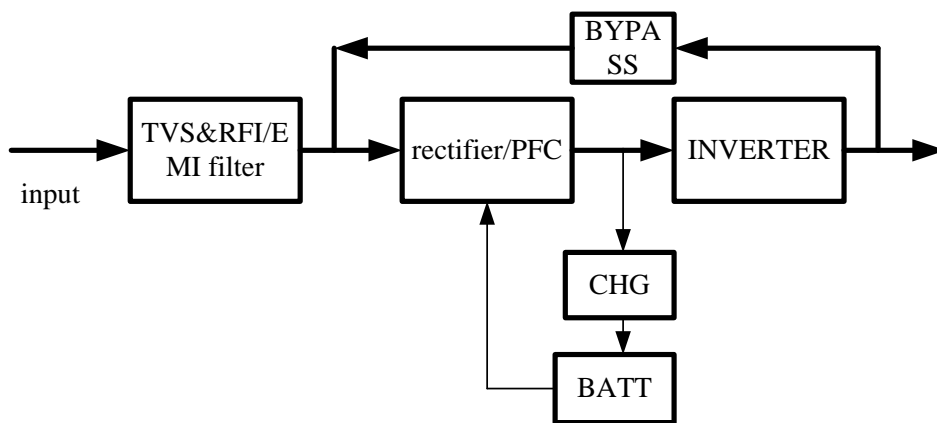 BYPA
SS
TVS&RFI/E
MI filter
rectifier/PFC
INVERTER
input
CHG
BATT